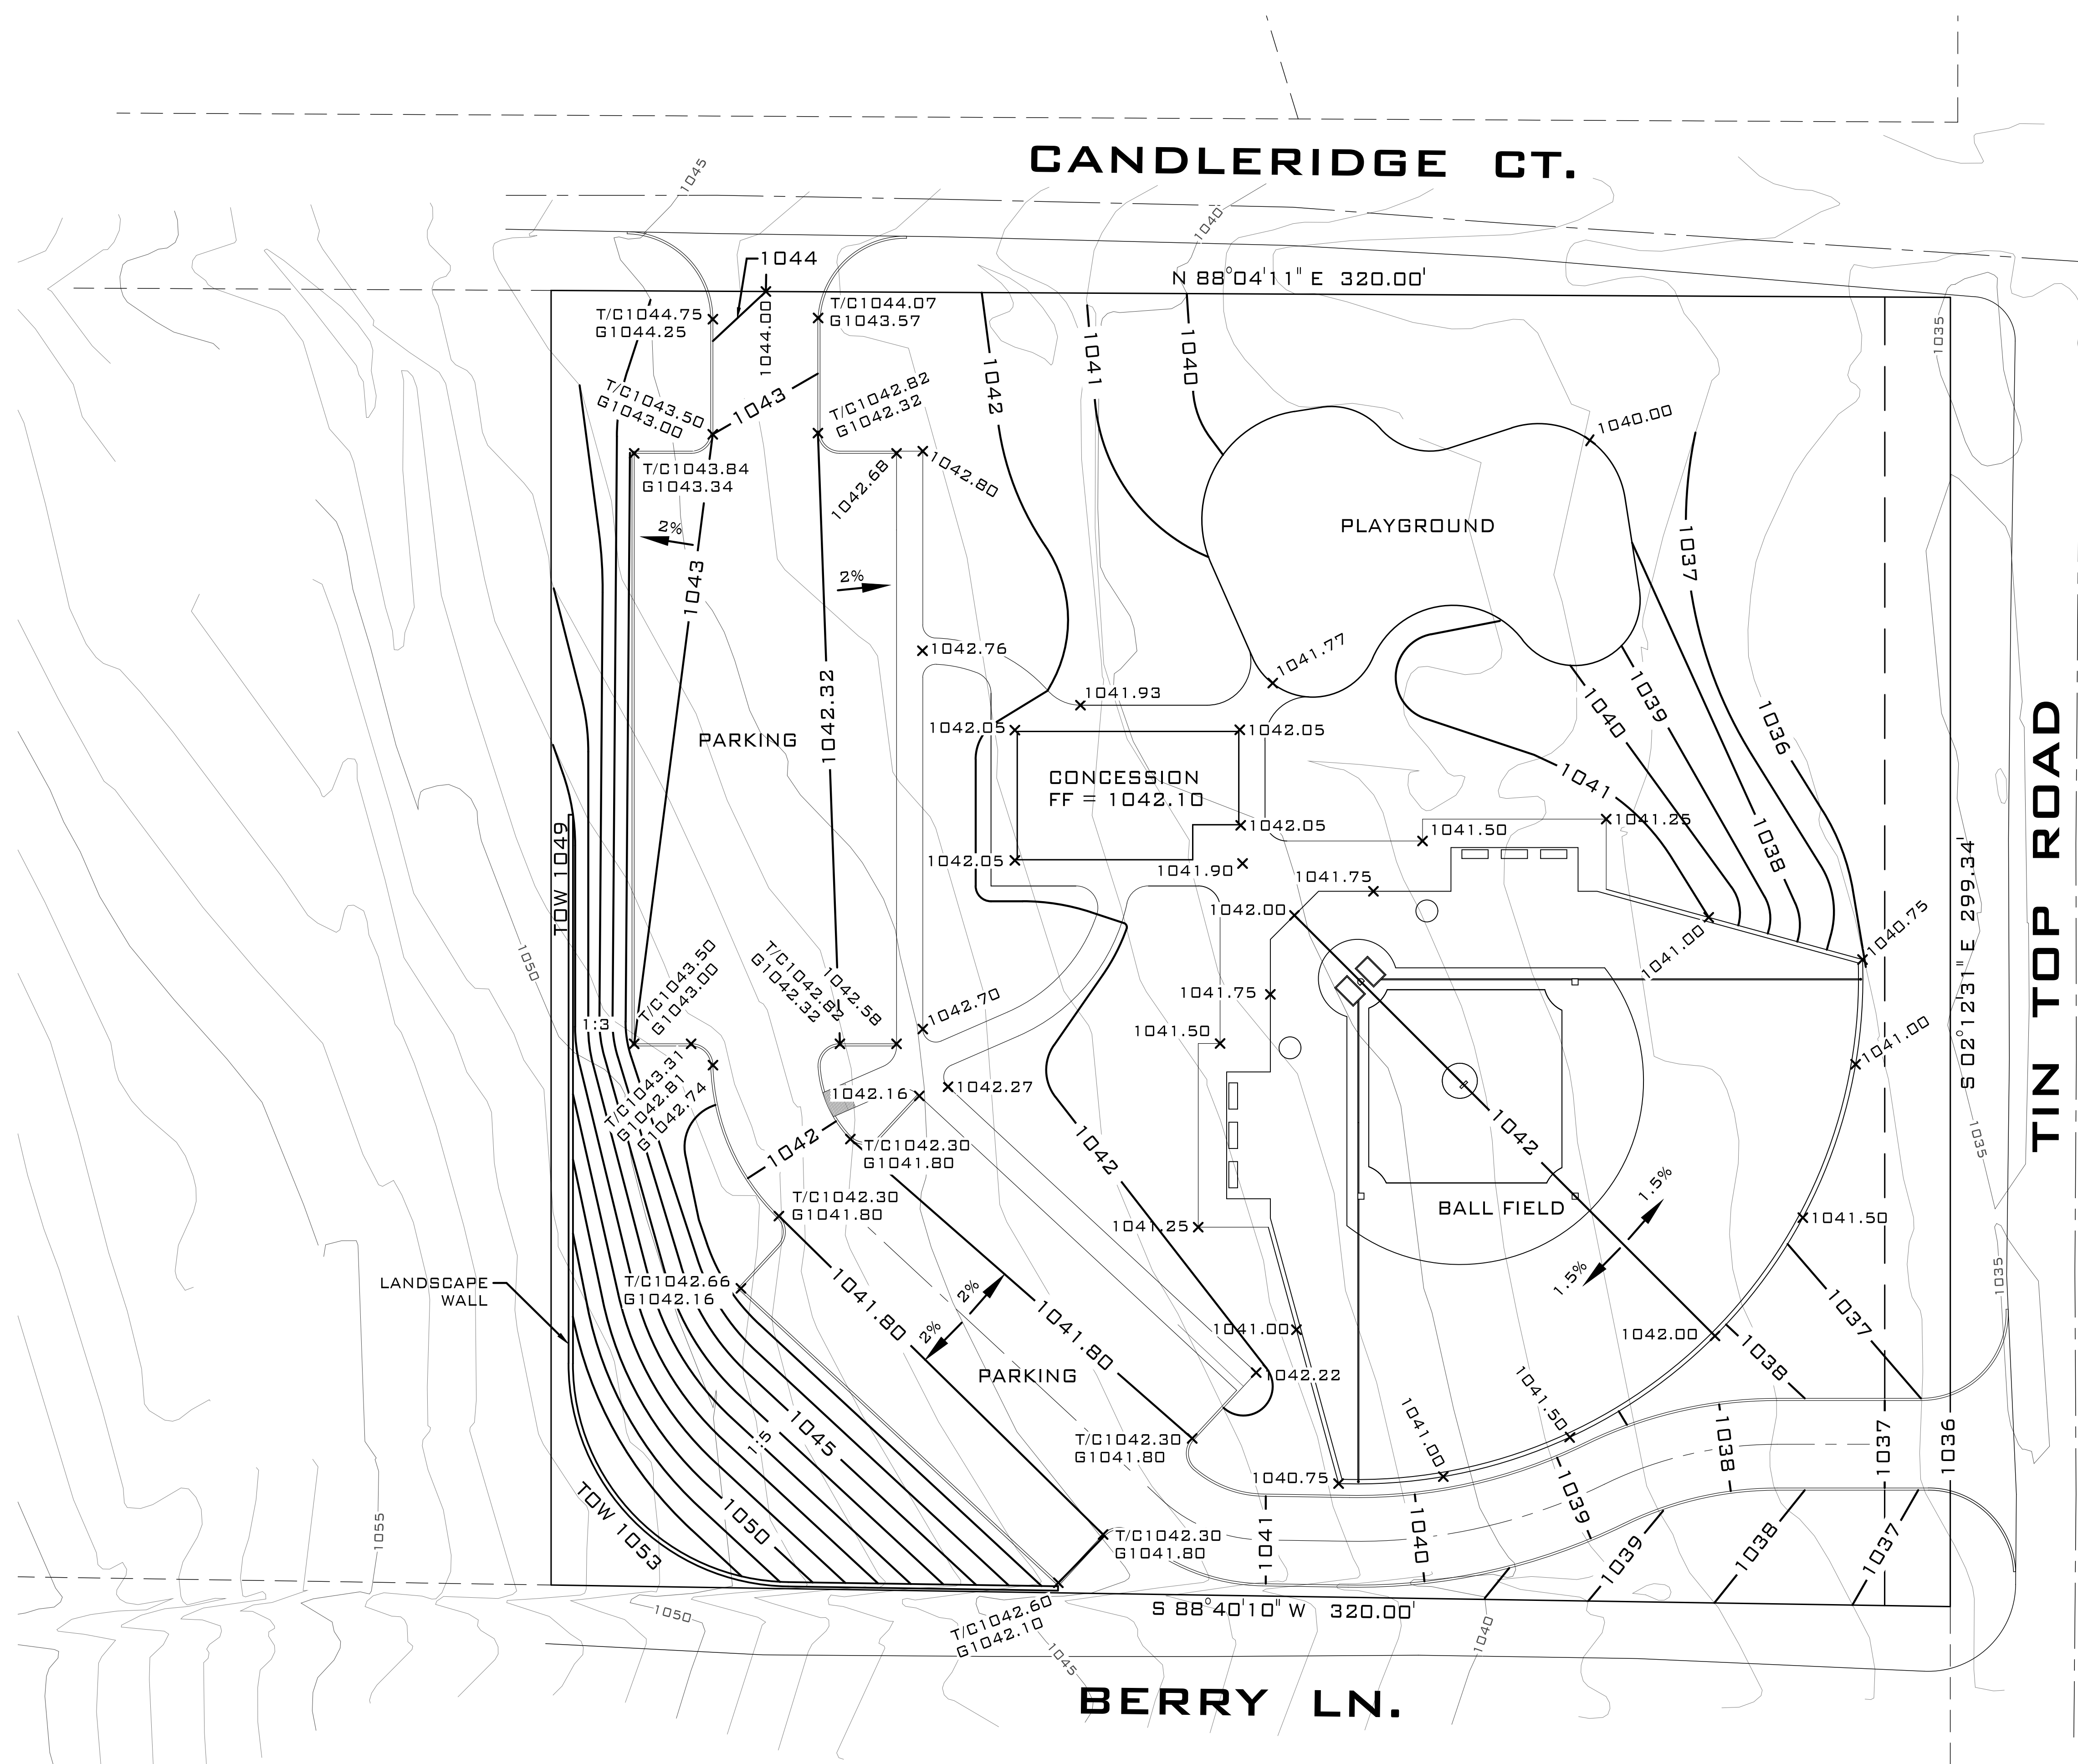 CANDLERIDGE CT.
1045
1040
1044
N 88°04'11" E 320.00'
T/C1044.75
G1044.25
1044.00
T/C1044.07
G1043.57
1035
1042
1041
1040
T/C1043.50
G1043.00
1043
T/C1042.82
G1042.32
1040.00
T/C1043.84
G1043.34
1042.68
1042.80
2%
2%
PLAYGROUND
1037
1043
1042.76
1041.77
1041.93
1042.32
1040
1039
1036
PARKING
1042.05
1042.05
CONCESSION
FF = 1042.10
1041
1042.05
1041.50
1041.25
1038
TOW 1049
1042.05
1041.90
1041.75
1042.00
1041.00
1040.75
S 02°12'31" E 299.34'
TIN TOP ROAD
1050
T/C1043.50
G1043.00
T/C1042.82
G1042.32
1042.58
1042.70
1041.75
1041.50
1:3
1041.00
T/C1043.31
G1042.81
G1042.74
1042.16
1042.27
1042
1042
1042
T/C1042.30
G1041.80
1035
T/C1042.30
G1041.80
BALL FIELD
1.5%
1.5%
1041.50
1041.25
LANDSCAPE
WALL
T/C1042.66
G1042.16
1041.80
2%
2%
1041.80
1035
1037
1041.00
1042.00
1038
PARKING
1042.22
1041.50
1041.00
1045
1:5
T/C1042.30
G1041.80
1040.75
1038
1037
1036
1050
1055
TOW 1053
1039
1041
1040
T/C1042.30
G1041.80
1039
1038
1037
1050
T/C1042.60
G1042.10
S 88°40'10" W 320.00'
1045
1040
BERRY LN.